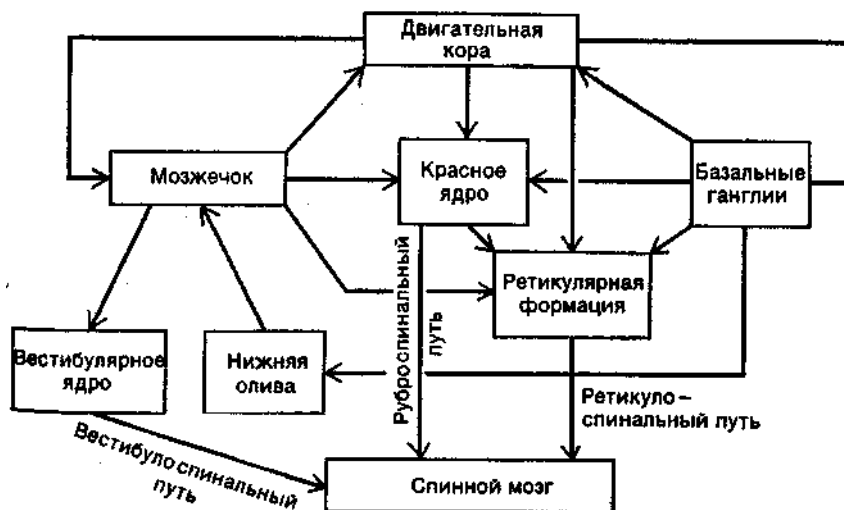 Двигательная
кора
Мозжечок
Красное
ядро
Базальные
ганглии
Ретикулярная
формация
Вестибулярное
ядро
Нижняя
олива
Руброспинальный
путь
Ретикуло-
спинальный путь
Вестибулоспинальный
путь
Спинной мозг